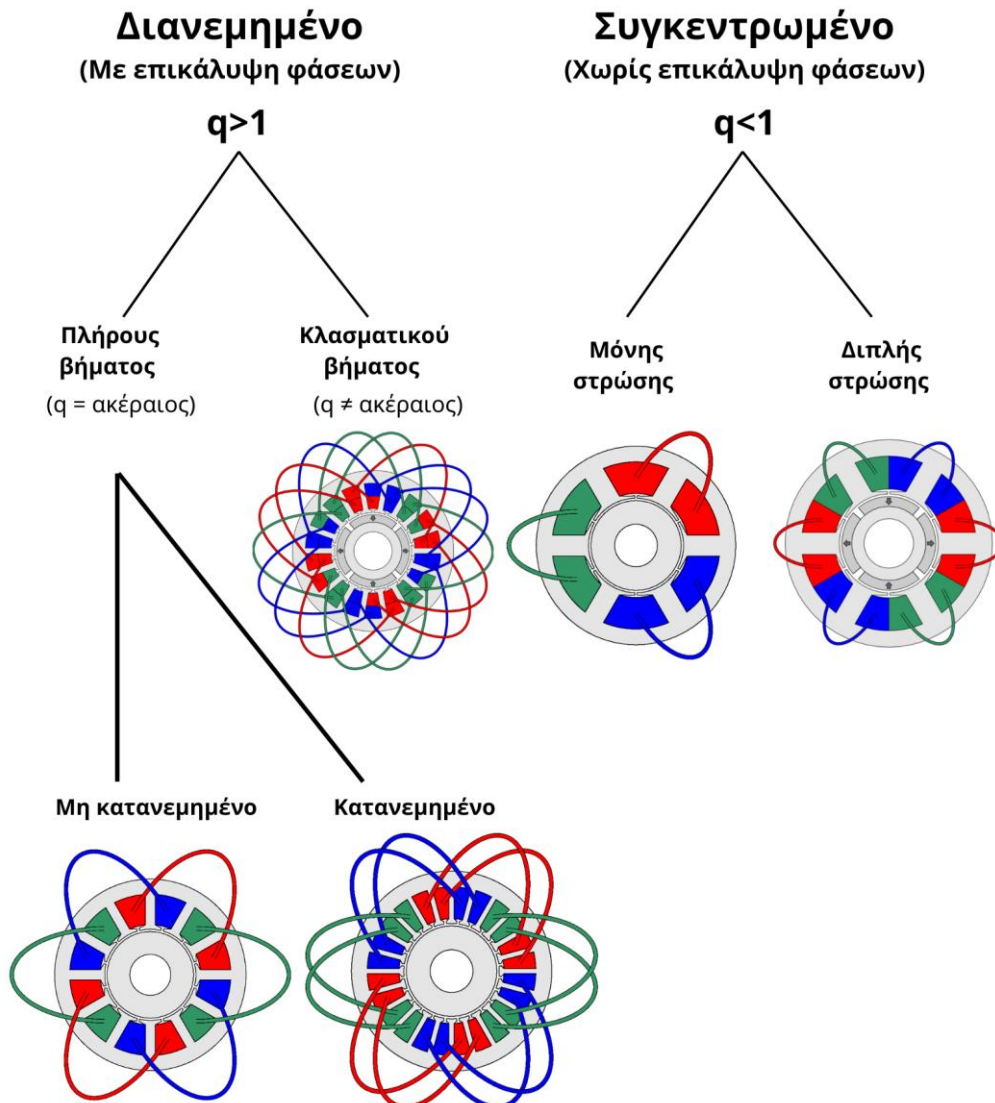 Διανεμημένο
(Με επικάλυψη φάσεων)
q>1
Συγκεντρωμένο
(Χωρίς επικάλυψη φάσεων)
q<1
Πλήρους
βήματος
(q = ακέραιος)
Κλασματικού
βήματος
(q ≠ ακέραιος)
Μόνης
στρώσης
Διπλής
στρώσης
Μη κατανεμημένο
Κατανεμημένο